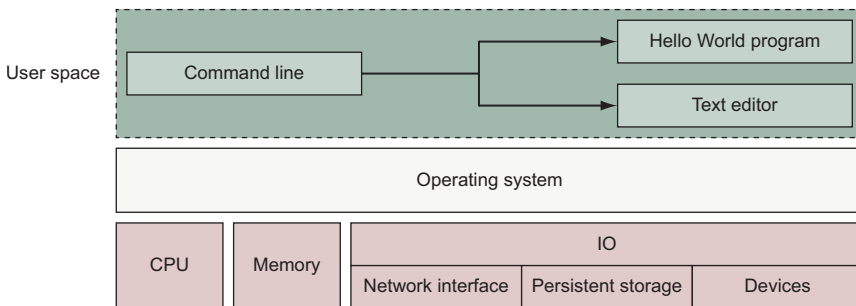 Hello World program
User space
Command line
Text editor
Operating system
CPU
Memory
IO
Network interface
Persistent storage
Devices